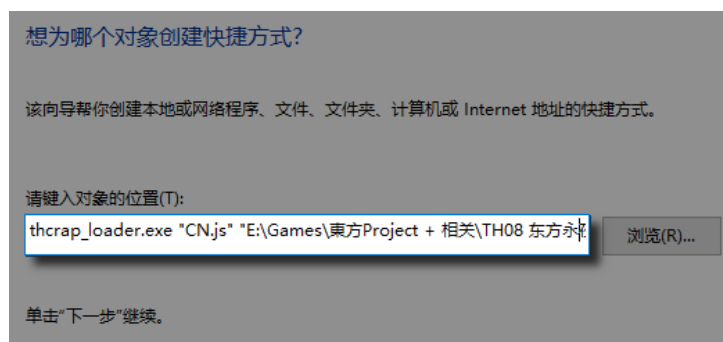 想为哪个对象创建快捷方式?
该向导帮你创建本地或网络程序、文件、文件夹、计算机或 Internet 地址的快捷方式。
请键入对象的位置(T):
thcrap_loader.exe "CN.js" "E:\Games\東方Project + 相关\TH08 东方永
浏览(R)...
单击“下一步”继续。